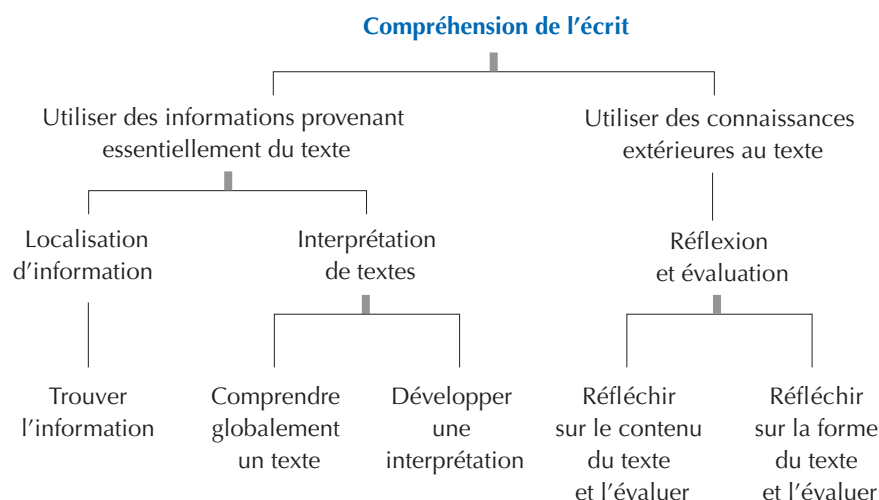 Compréhension de l'écrit
Utiliser des informations provenant
essentiellement du texte
Utiliser des connaissances
extérieures au texte
Localisation
d'information
Interprétation
de textes
Réflexion
et évaluation
Trouver
l'information
Comprendre
globalement
un texte
Développer
une
interprétation
Réfléchir
sur le contenu
du texte
et l'évaluer
Réfléchir
sur la forme
du texte
et l'évaluer